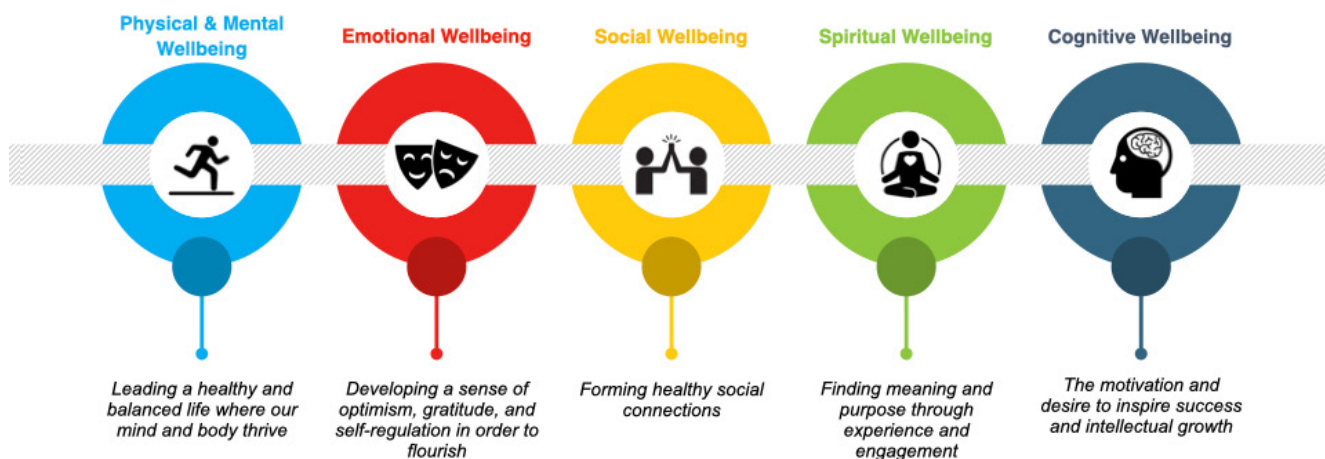 Physical & Mental
Wellbeing
Emotional Wellbeing
Social Wellbeing
Spiritual Wellbeing
Cognitive Wellbeing
Leading a healthy and
balanced life where our
mind and body thrive
Developing a sense of
optimism, gratitude, and
self-regulation in order to
flourish
Forming healthy social
connections
Finding meaning and
purpose through
experience and
engagement
The motivation and
desire to inspire success
and intellectual growth